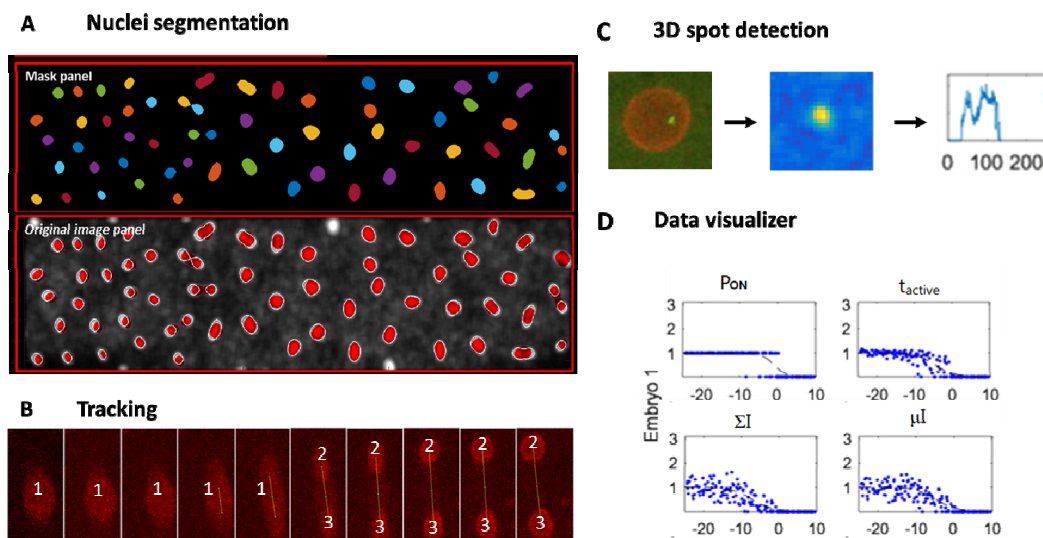 A Nuclei segmentation
Mask panel
Original image panel
B Tracking
1 1 1 1 1 2 2 2 2 2
3 3 3 3 3
C 3D spot detection
0 100 200
D Data visualizer
PON tactive
3 3
2 2
1 1
-20 -10 0 10 -20 -10 0 10
Embryo 1
ΣI μI
3 3
2 2
1 1
0 0
-20 -10 0 10 -20 -10 0 10